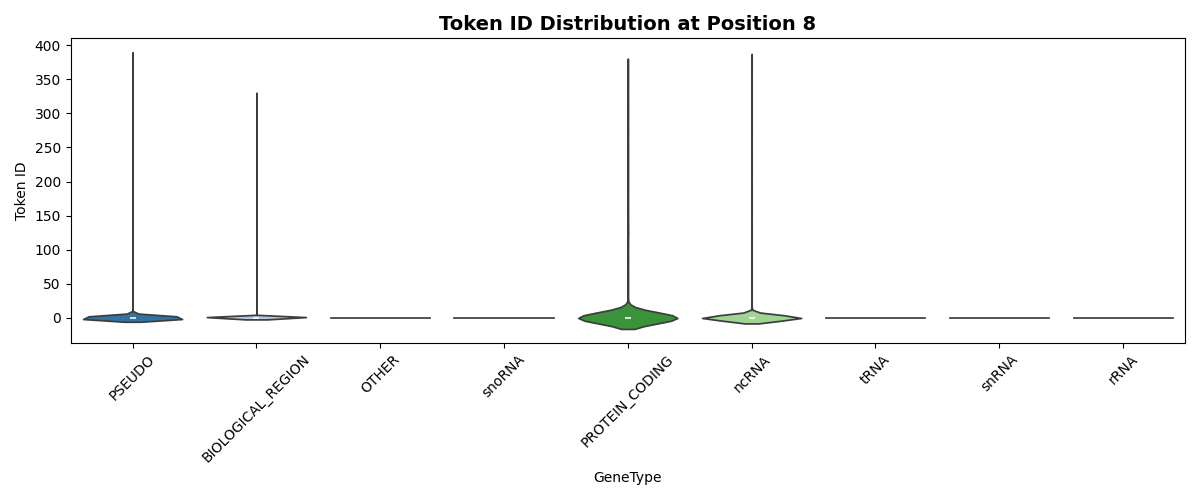 Token ID Distribution at Position 8
400
350
300
250
200
150
100
50
0
Token ID
PSEUDO
BIOLOGICAL_REGION
OTHER
snoRNA
PROTEIN_CODING
ncRNA
tRNA
snRNA
rRNA
GeneType